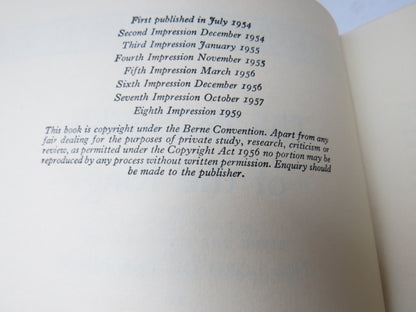 First published in July 1954
Second Impression December 1954
Third Impression January 1955
Fourth Impression November 1955
Fifth Impression March 1956
Sixth Impression December 1956
Seventh Impression October 1957
Eighth Impression 1959
This book is copyright under the Berne Convention. Apart from any
fair dealing for the purposes of private study, research, criticism or
review, as permitted under the Copyright Act 1956 no portion may be
reproduced by any process without written permission. Enquiry should
be made to the publisher.